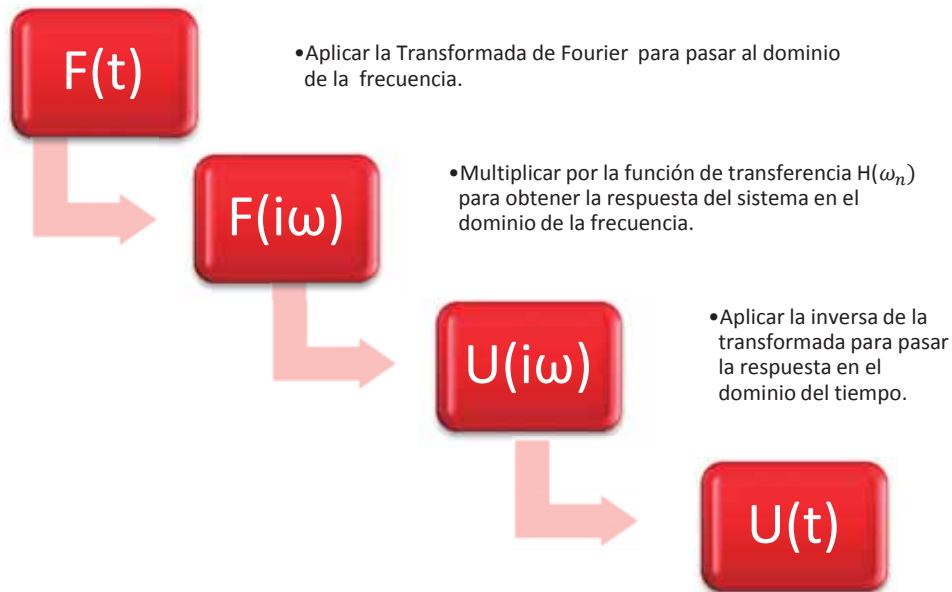 F(t)
•Aplicar la Transformada de Fourier para pasar al dominio
de la frecuencia.
F(iω)
•Multiplicar por la función de transferencia H(ω_n)
para obtener la respuesta del sistema en el
dominio de la frecuencia.
U(iω)
•Aplicar la inversa de la
transformada para pasar
la respuesta en el
dominio del tiempo.
U(t)